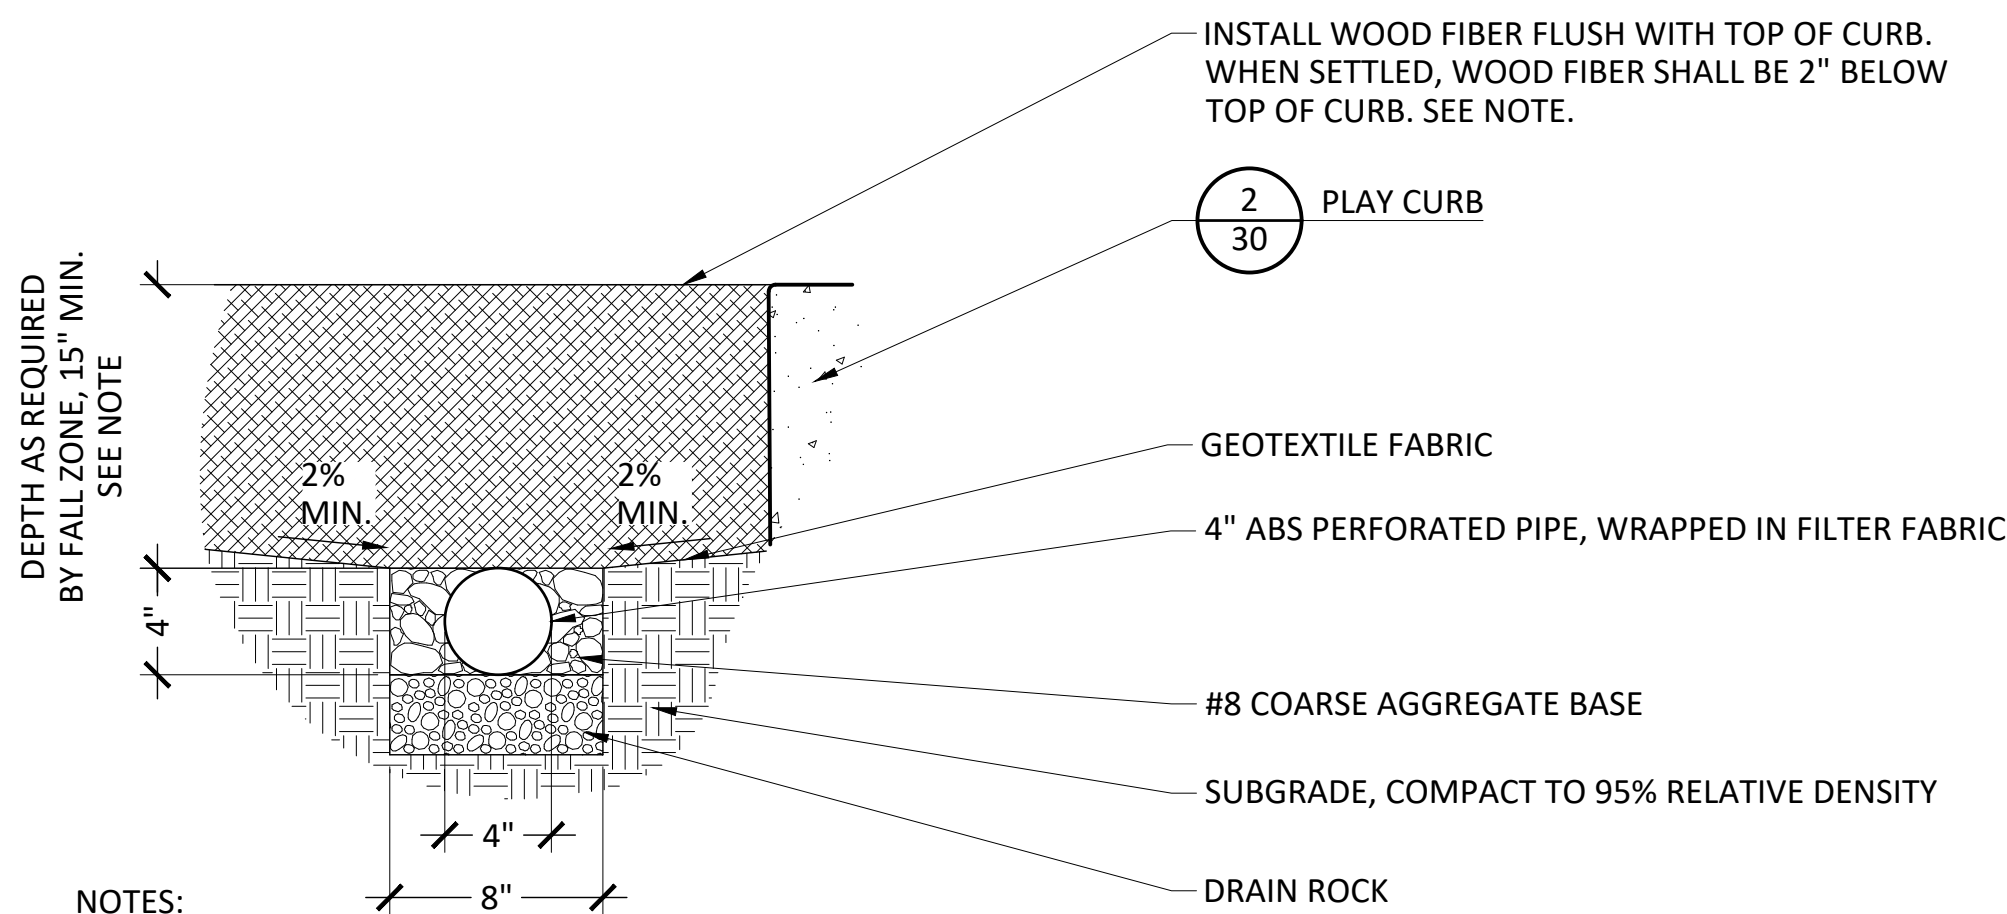 INSTALL WOOD FIBER FLUSH WITH TOP OF CURB.
WHEN SETTLED, WOOD FIBER SHALL BE 2" BELOW
TOP OF CURB. SEE NOTE.
2
30
PLAY CURB
DEPTH AS REQUIRED
BY FALL ZONE, 15" MIN.
SEE NOTE
2%
MIN.
2%
MIN.
GEOTEXTILE FABRIC
4" ABS PERFORATED PIPE, WRAPPED IN FILTER FABRIC
4"
#8 COARSE AGGREGATE BASE
SUBGRADE, COMPACT TO 95% RELATIVE DENSITY
4"
DRAIN ROCK
8"
NOTES: